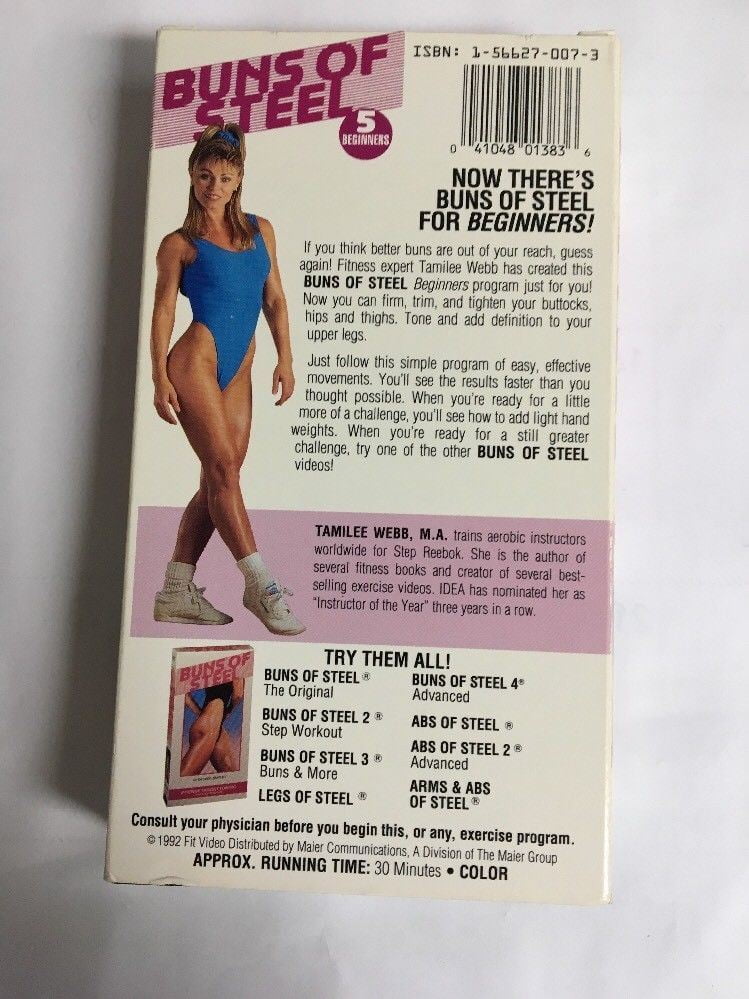 BUNS OF
STEEL
5
BEGINNERS
ISBN: 1-56627-007-3
0 41048 01383 6
NOW THERE'S
BUNS OF STEEL
FOR BEGINNERS!
If you think better buns are out of your reach, guess
again! Fitness expert Tamilee Webb has created this
BUNS OF STEEL Beginners program just for you!
Now you can firm, trim, and tighten your buttocks,
hips and thighs. Tone and add definition to your
upper legs.
Just follow this simple program of easy, effective
movements. You'll see the results faster than you
thought possible. When you're ready for a little
more of a challenge, you'll see how to add light hand
weights. When you're ready for a still greater
challenge, try one of the other BUNS OF STEEL
videos!
TAMILEE WEBB, M.A. trains aerobic instructors
worldwide for Step Reebok. She is the author of
several fitness books and creator of several best-
selling exercise videos. IDEA has nominated her as
"Instructor of the Year" three years in a row.
BUNS OF
STEEL
TRY THEM ALL!
BUNS OF STEEL®
The Original
BUNS OF STEEL 2®
Step Workout
BUNS OF STEEL 3®
Buns & More
LEGS OF STEEL®
BUNS OF STEEL 4®
Advanced
ABS OF STEEL®
ABS OF STEEL 2®
Advanced
ARMS & ABS
OF STEEL®
Consult your physician before you begin this, or any, exercise program.
© 1992 Fit Video Distributed by Maier Communications, A Division of The Maier Group
APPROX. RUNNING TIME: 30 Minutes • COLOR